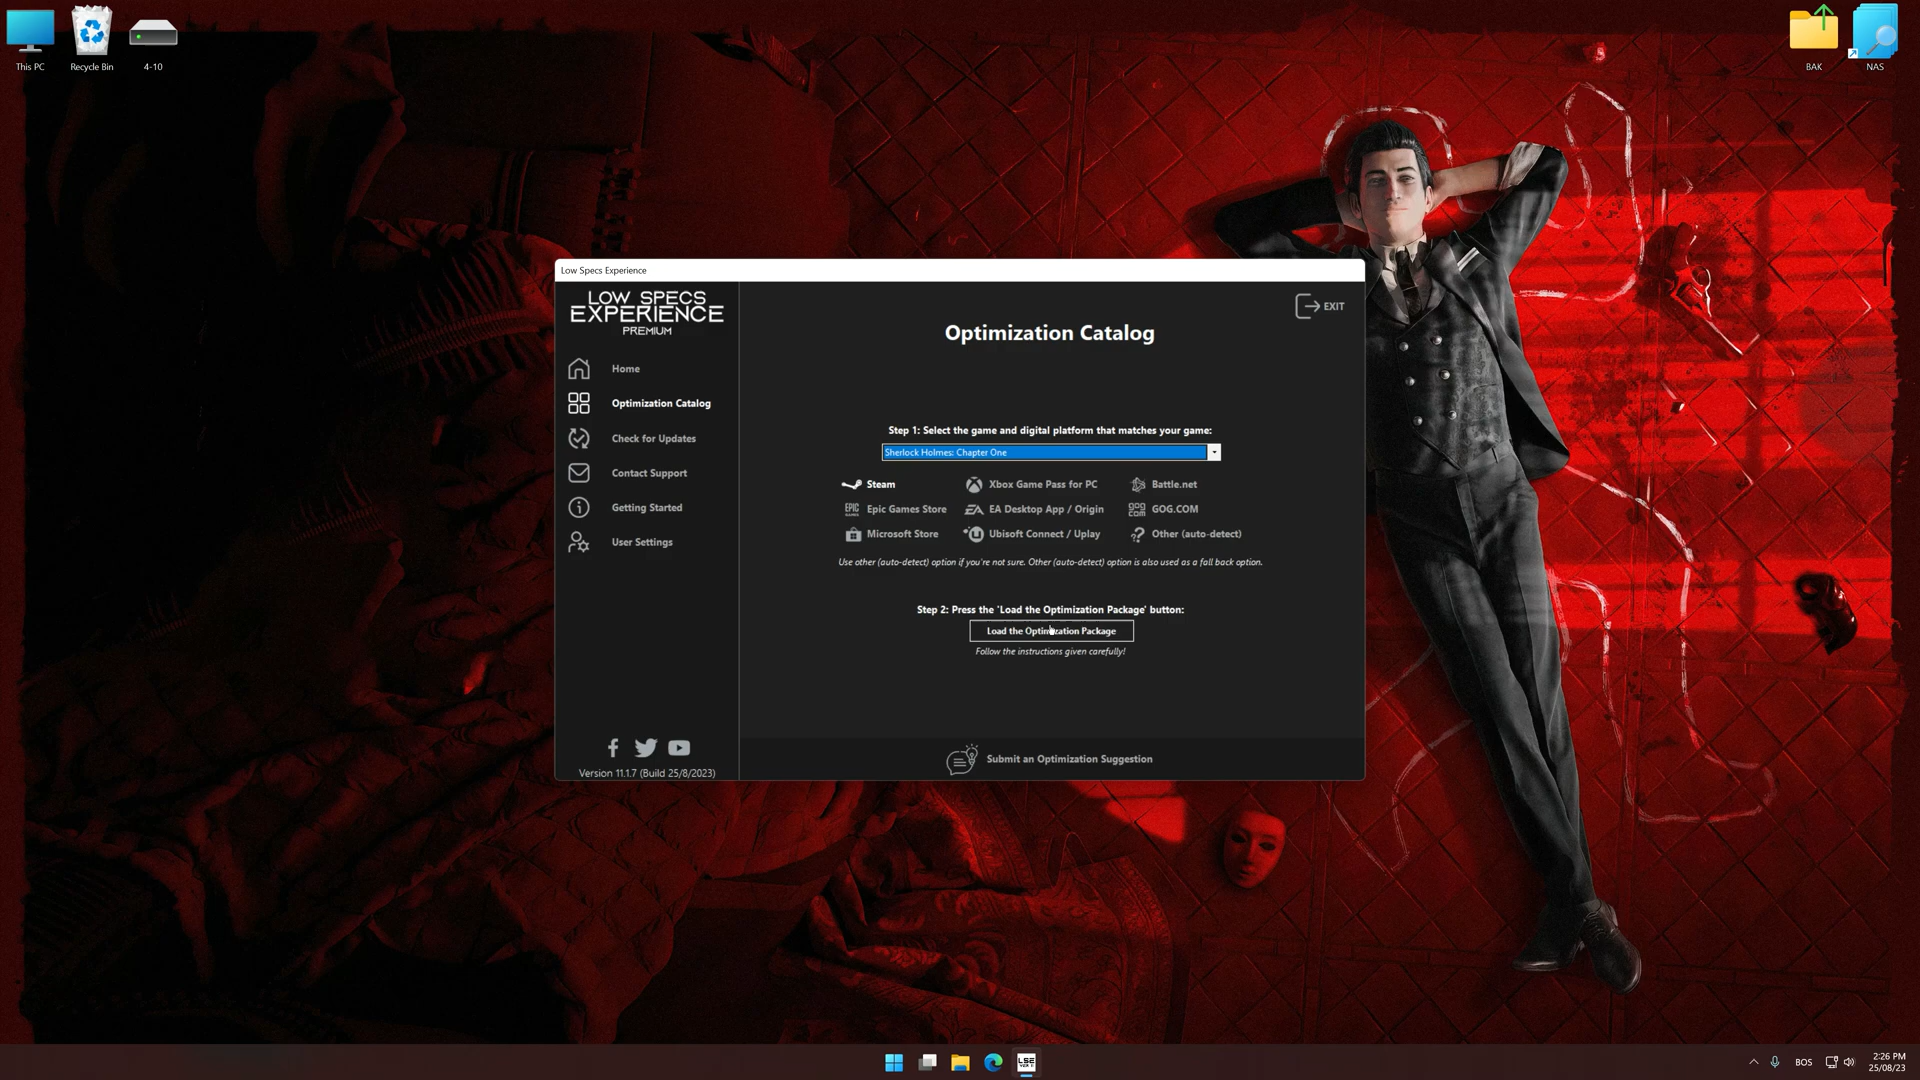 This PC
Recycle Bin
4-10
BAK
NAS
Low Specs Experience
LOW SPECS
EXPERIENCE
PREMIUM
EXIT
Optimization Catalog
Home
Optimization Catalog
Check for Updates
Contact Support
Getting Started
User Settings
Step 1: Select the game and digital platform that matches your game:
Sherlock Holmes: Chapter One
Steam
Xbox Game Pass for PC
Battle.net
EPIC
Epic Games Store
EA Desktop App / Origin
GOG.COM
Microsoft Store
Ubisoft Connect / Uplay
Other (auto-detect)
Use other (auto-detect) option if you're not sure. Other (auto-detect) option is also used as a fall back option.
Step 2: Press the 'Load the Optimization Package' button:
Load the Optimization Package
Follow the instructions given carefully!
Submit an Optimization Suggestion
Version 11.1.7 (Build 25/8/2023)
LSE
BOS
2:26 PM
25/08/23